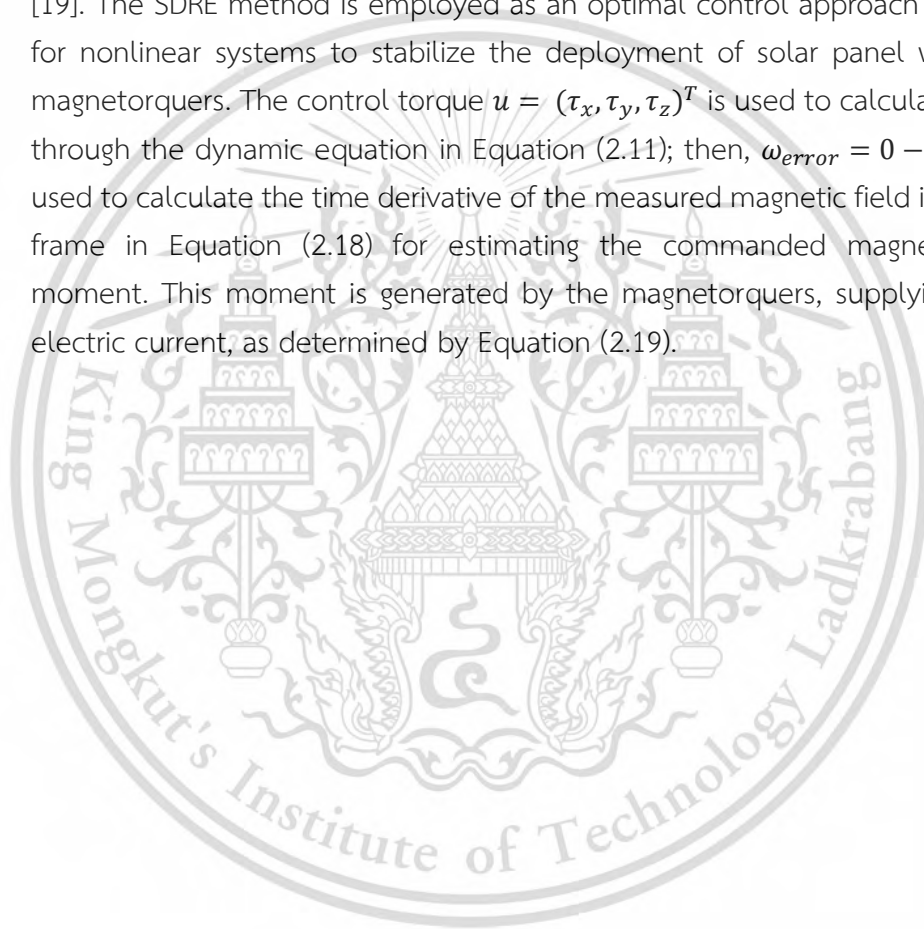 [19]. The SDRE method is employed as an optimal control approach
for nonlinear systems to stabilize the deployment of solar panel
magnetorquers. The control torque u = (τx, τy, τz)^T is used to
through the dynamic equation in Equation (2.11); then, ωerror = 0 −
used to calculate the time derivative of the measured magnetic field
frame in Equation (2.18) for estimating the commanded
moment. This moment is generated by the magnetorquers,
electric current, as determined by Equation (2.19).
King Mongkut's Institute of Technology Ladkrabang